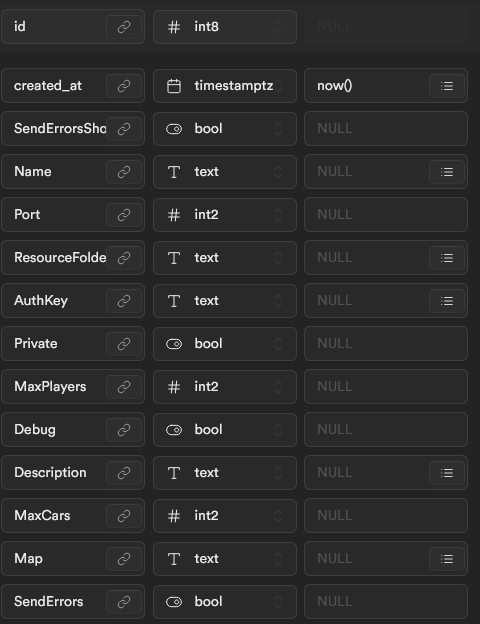 id # int8 NULL
created_at timestamptz now()
SendErrorsSho bool NULL
Name text NULL
Port # int2 NULL
ResourceFolde text NULL
AuthKey text NULL
Private bool NULL
MaxPlayers # int2 NULL
Debug bool NULL
Description text NULL
MaxCars # int2 NULL
Map text NULL
SendErrors bool NULL